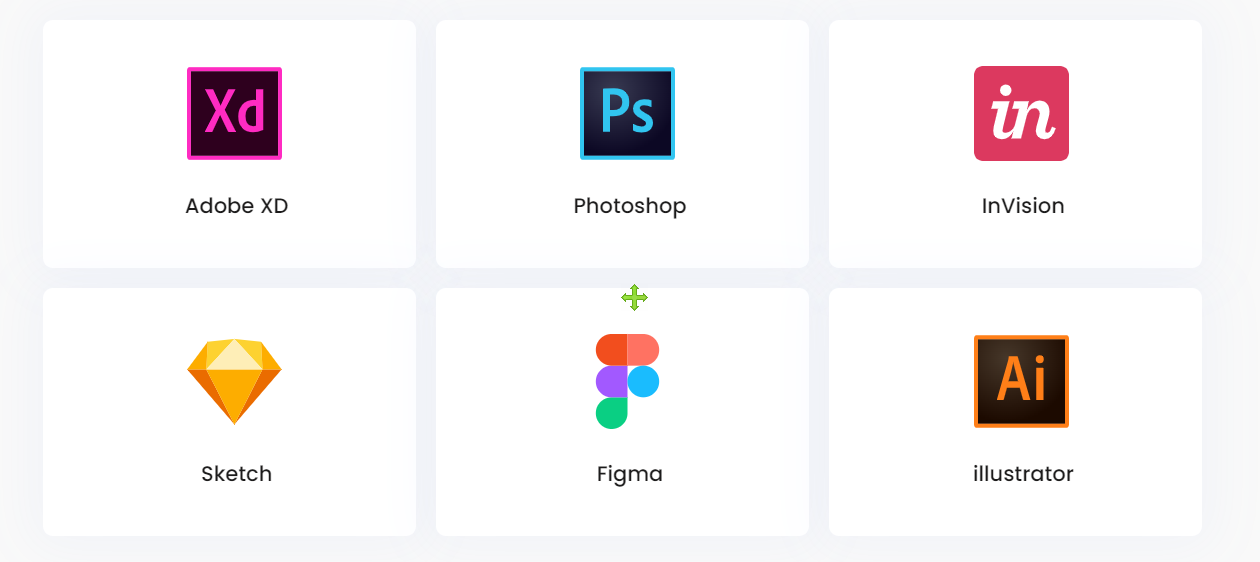 Xd
Ps
in
Adobe XD
Photoshop
InVision
Ai
Sketch
Figma
illustrator